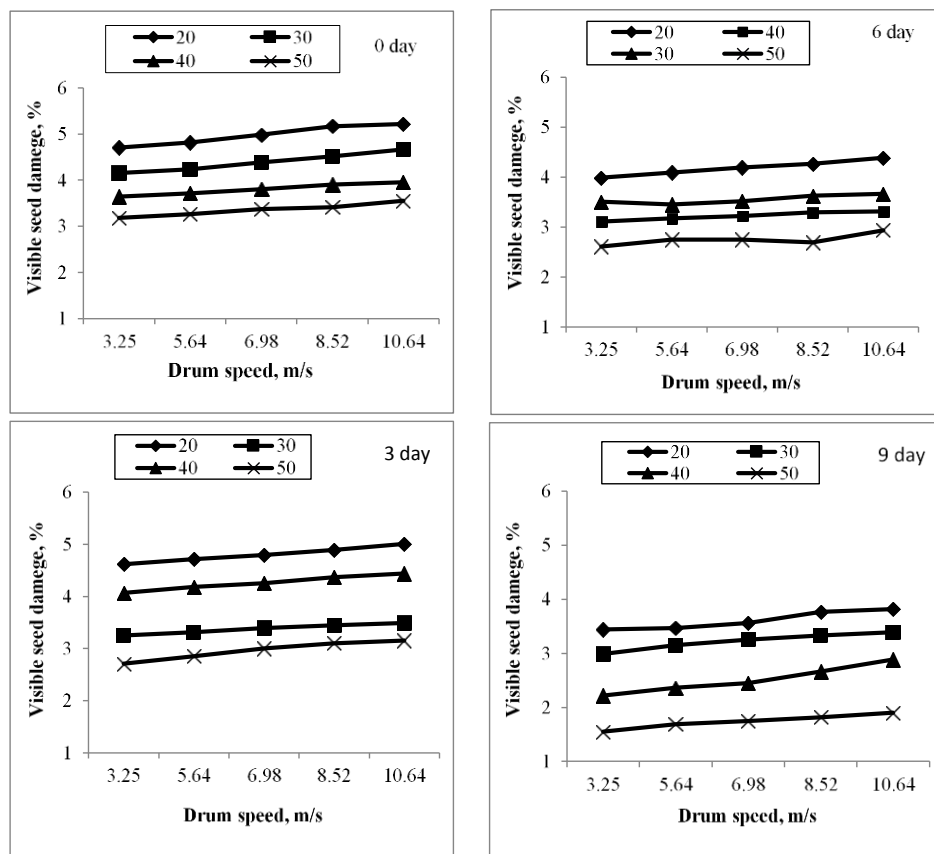 20 30
40 50
0 day
Visible seed damege, %
6
5
4
3
2
1
3.25 5.64 6.98 8.52 10.64
Drum speed, m/s
20 40
30 50
6 day
Visible seed damege, %
6
5
4
3
2
1
3.25 5.64 6.98 8.52 10.64
Drum speed, m/s
20 30
40 50
3 day
Visible seed damege, %
6
5
4
3
2
1
3.25 5.64 6.98 8.52 10.64
Drum speed, m/s
20 30
40 50
9 day
Visible seed damege, %
6
5
4
3
2
1
3.25 5.64 6.98 8.52 10.64
Drum speed, m/s